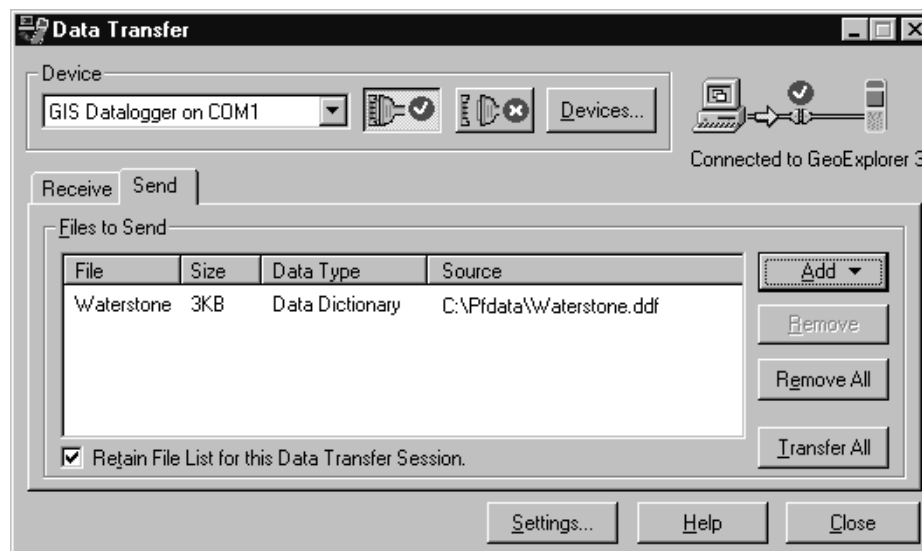 Data Transfer
Device
GIS Datalogger on COM1
Devices...
Connected to GeoExplorer 3
Receive
Send
Files to Send
File Size Data Type Source
Waterstone 3KB Data Dictionary C:\Pfdata\Waterstone.ddf
Add
Remove
Remove All
Transfer All
Retain File List for this Data Transfer Session.
Settings...
Help
Close